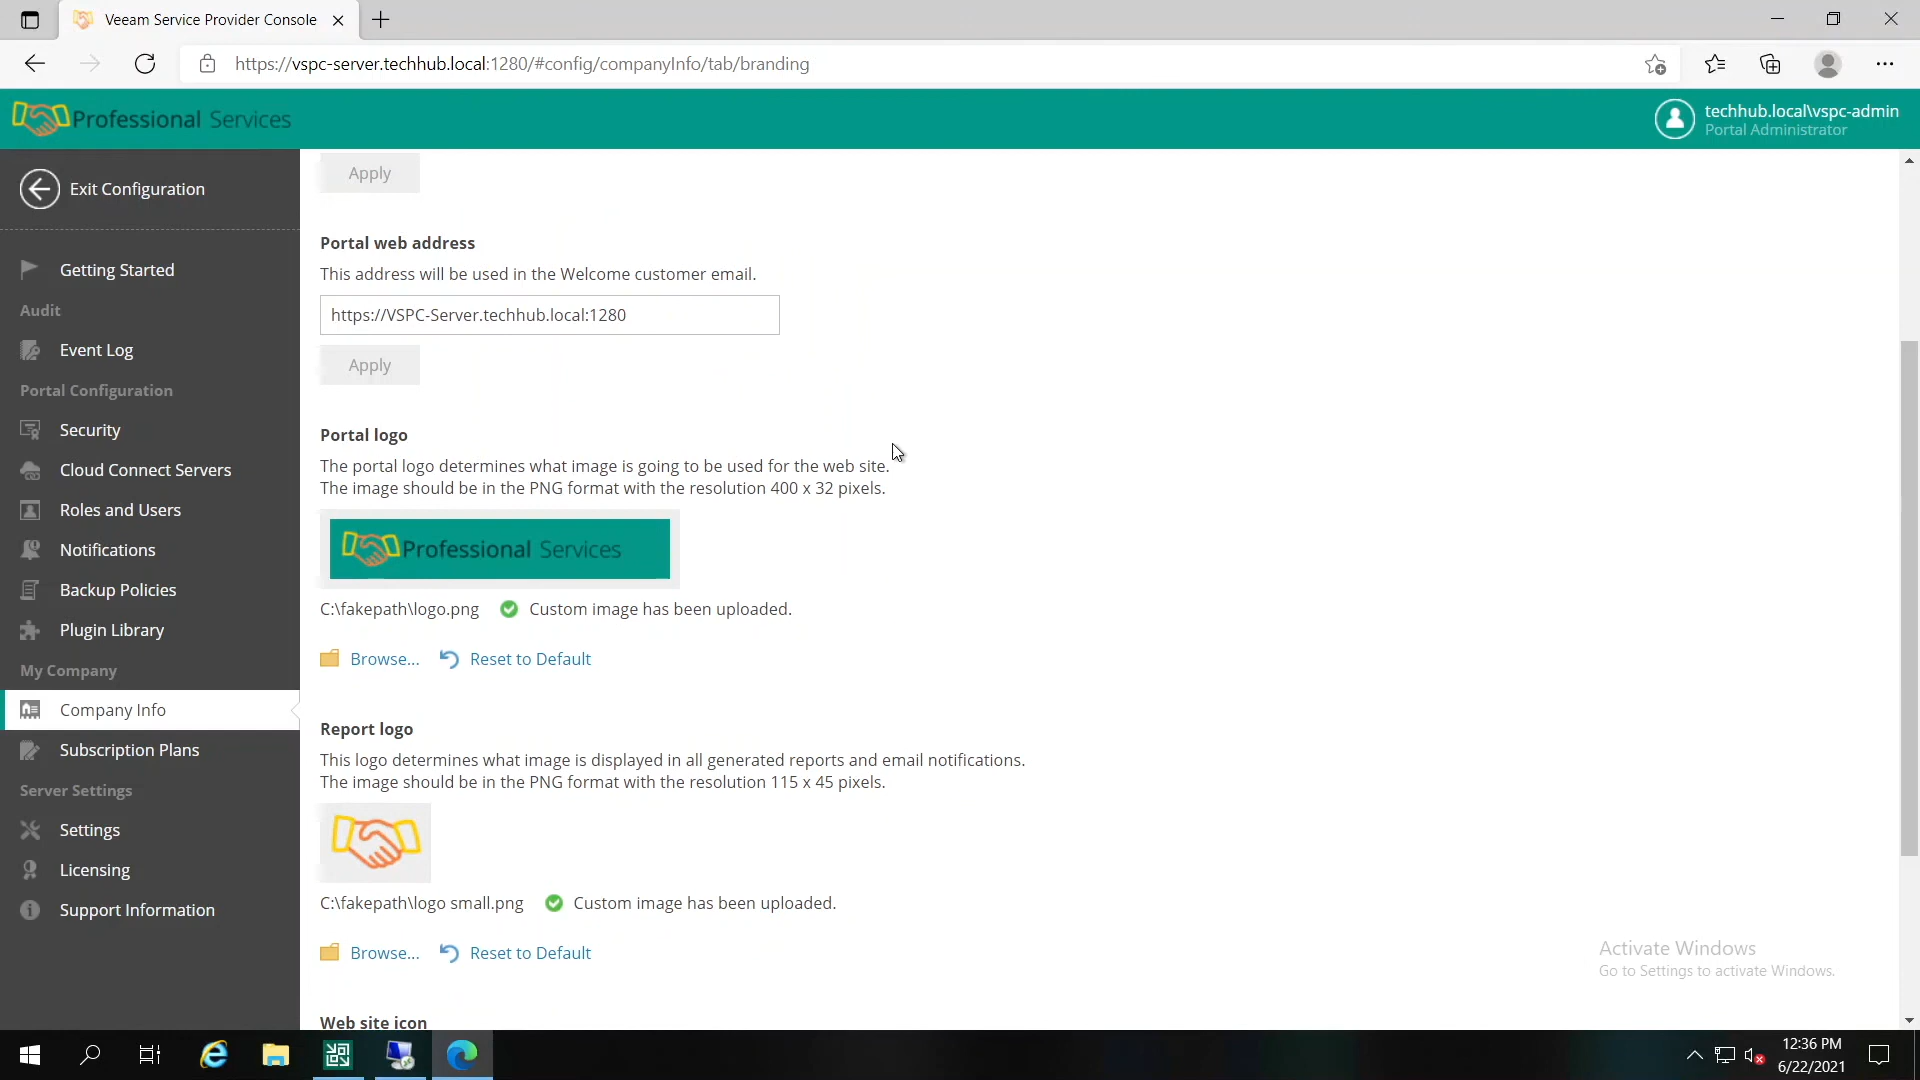 Veeam Service Provider Console
https://vspc-server.techhub.local:1280/#config/companyInfo/tab/branding
Professional Services
techhub.local\vspc-admin
Portal Administrator
Exit Configuration
Getting Started
Audit
Event Log
Portal Configuration
Security
Cloud Connect Servers
Roles and Users
Notifications
Backup Policies
Plugin Library
My Company
Company Info
Subscription Plans
Server Settings
Settings
Licensing
Support Information
Apply
Portal web address
This address will be used in the Welcome customer email.
https://VSPC-Server.techhub.local:1280
Apply
Portal logo
The portal logo determines what image is going to be used for the web site.
The image should be in the PNG format with the resolution 400 x 32 pixels.
Professional Services
C:\fakepath\logo.png Custom image has been uploaded.
Browse... Reset to Default
Report logo
This logo determines what image is displayed in all generated reports and email notifications.
The image should be in the PNG format with the resolution 115 x 45 pixels.
C:\fakepath\logo small.png Custom image has been uploaded.
Browse... Reset to Default
Web site icon
Activate Windows
Go to Settings to activate Windows.
12:36 PM
6/22/2021